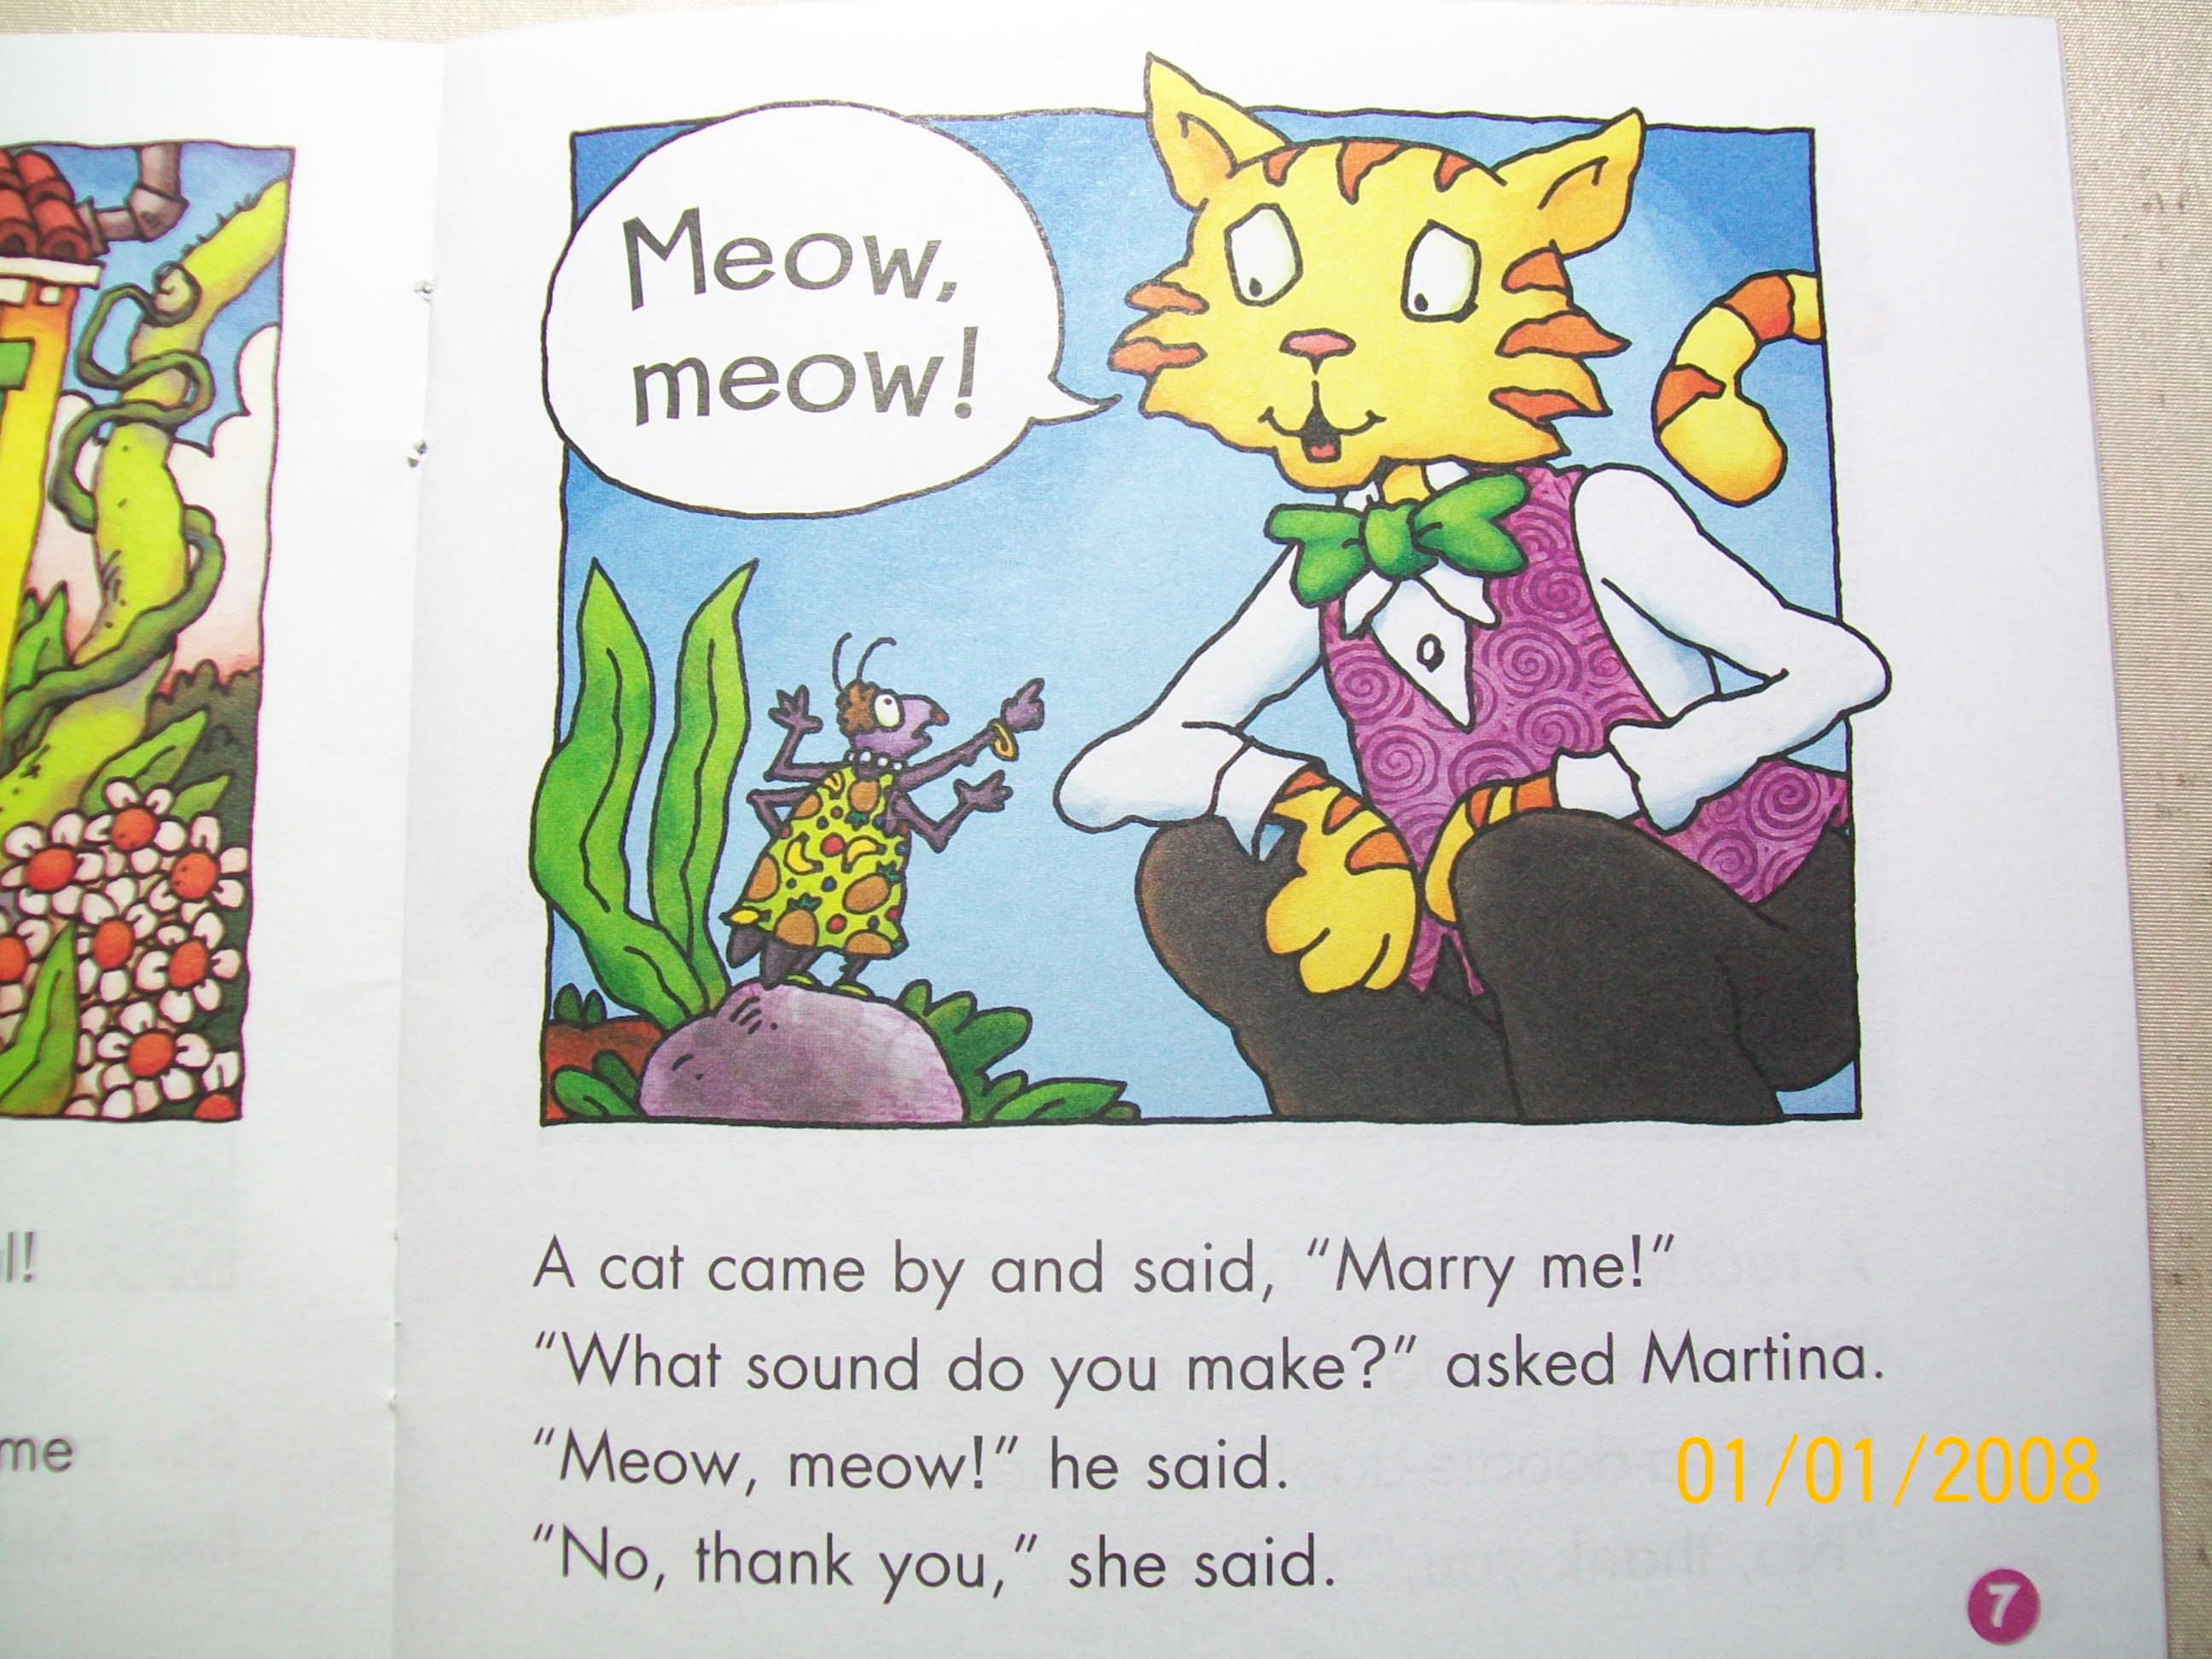 l!
me
Meow,
meow!
A cat came by and said, “Marry me!”
“What sound do you make?” asked Martina.
“Meow, meow!” he said.
“No, thank you,” she said.
01/01/2008
7